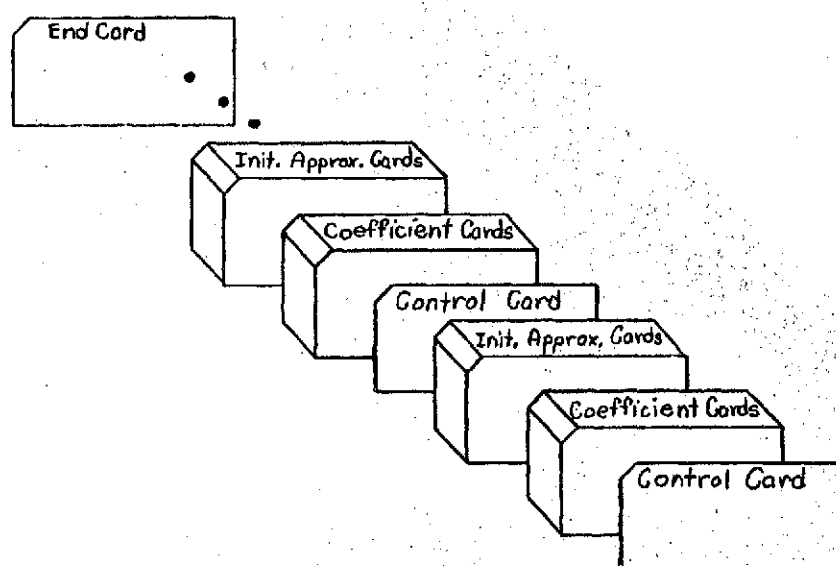 End Card
Init. Approx. Cards
Coefficient Cards
Control Card
Init. Approx. Cards
Coefficient Cards
Control Card